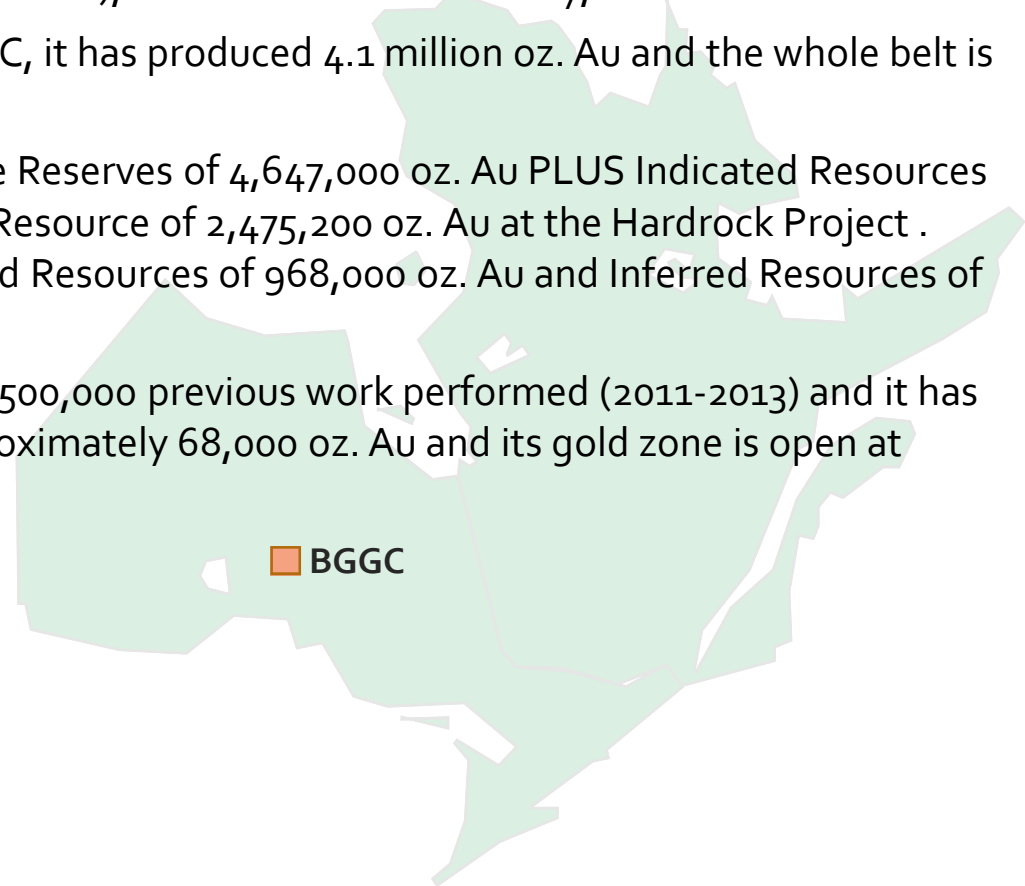 C, it has produced 4.1 million oz. Au and the whole belt is
e Reserves of 4,647,000 oz. Au PLUS Indicated Resources
Resource of 2,475,200 oz. Au at the Hardrock Project .
d Resources of 968,000 oz. Au and Inferred Resources of
500,000 previous work performed (2011-2013) and it has
oximately 68,000 oz. Au and its gold zone is open at
BGGC